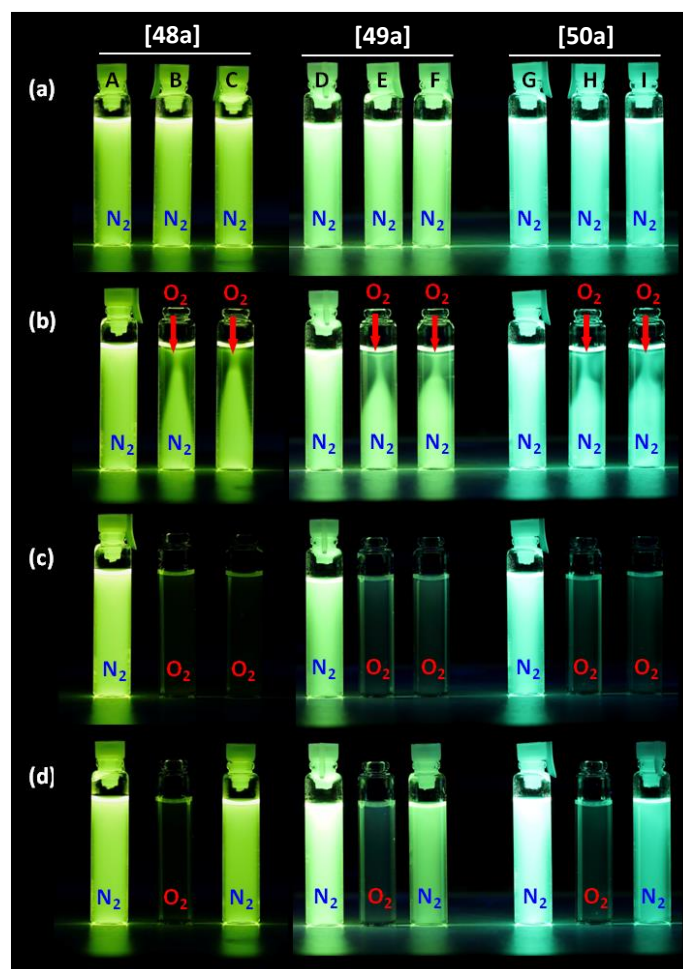 [48a] [49a] [50a]
(a) A B C D E F G H I
N₂ N₂ N₂ N₂ N₂ N₂ N₂ N₂ N₂
O₂ O₂ O₂ O₂ O₂ O₂
(b)
N₂ N₂ N₂ N₂ N₂ N₂ N₂ N₂ N₂
(c)
N₂ O₂ O₂ N₂ O₂ O₂ N₂ O₂ O₂
(d)
N₂ O₂ N₂ N₂ O₂ N₂ N₂ O₂ N₂